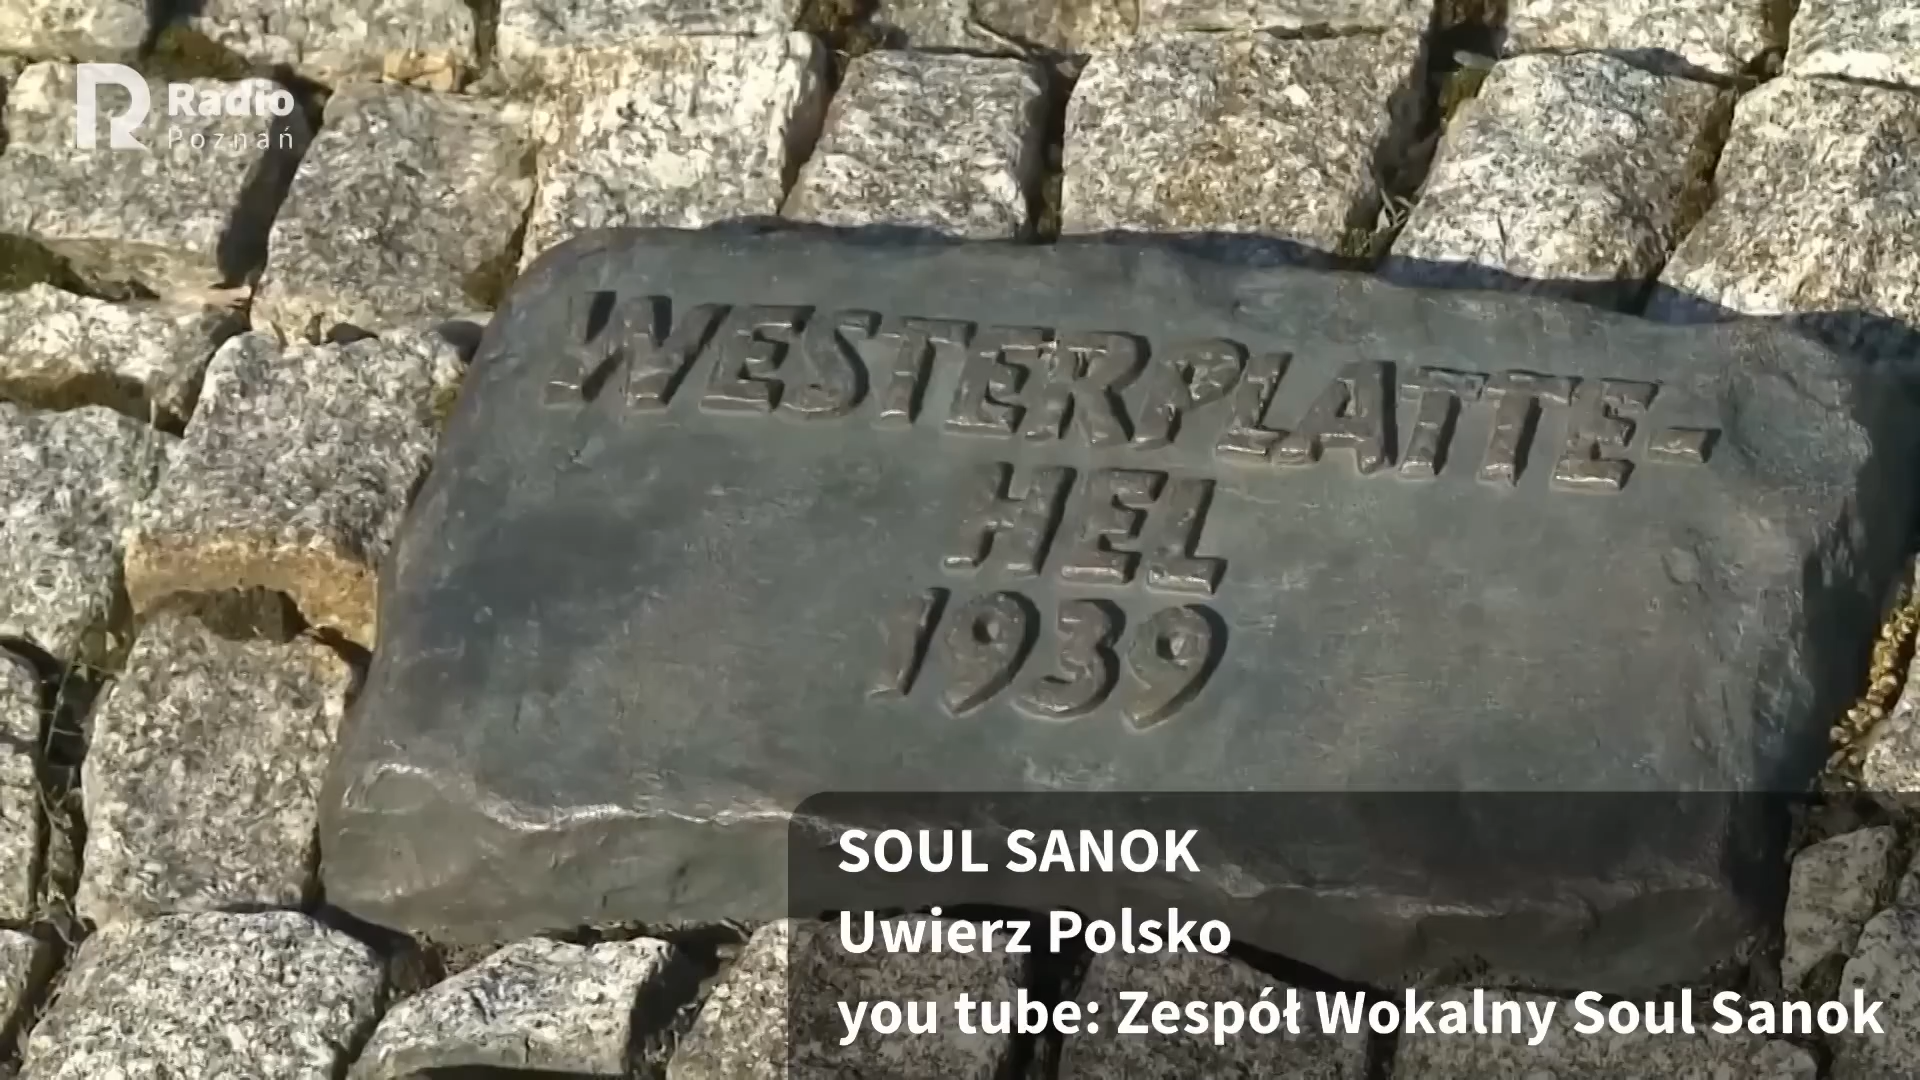 Radio
Poznań
WESTERPLATTE-
HEL
1939
SOUL SANOK
Uwierz Polsko
you tube: Zespół Wokalny Soul Sanok